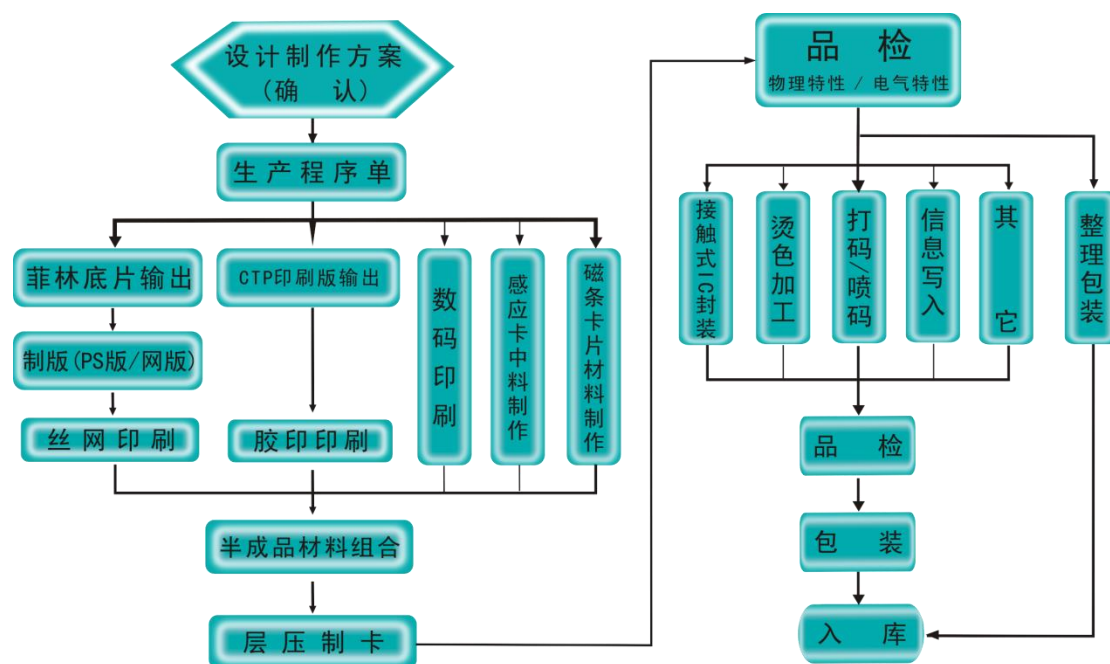 设计制作方案
(确 认)
生产程序单
菲林底片输出
制版(PS版/网版)
丝网印刷
CTP印刷版输出
胶印印刷
数码印刷
感应卡中料制作
磁条卡片材料制作
半成品材料组合
层压制卡
品 检
物理特性 / 电气特性
接触式IC封装
烫色加工
打码/喷码
信息写入
其 它
整理包装
品 检
包 装
入 库